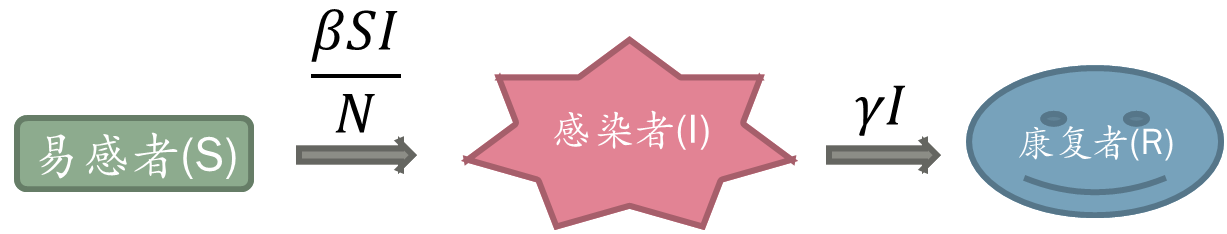 易感者(S)
βSI
N
感染者(I)
γI
康复者(R)